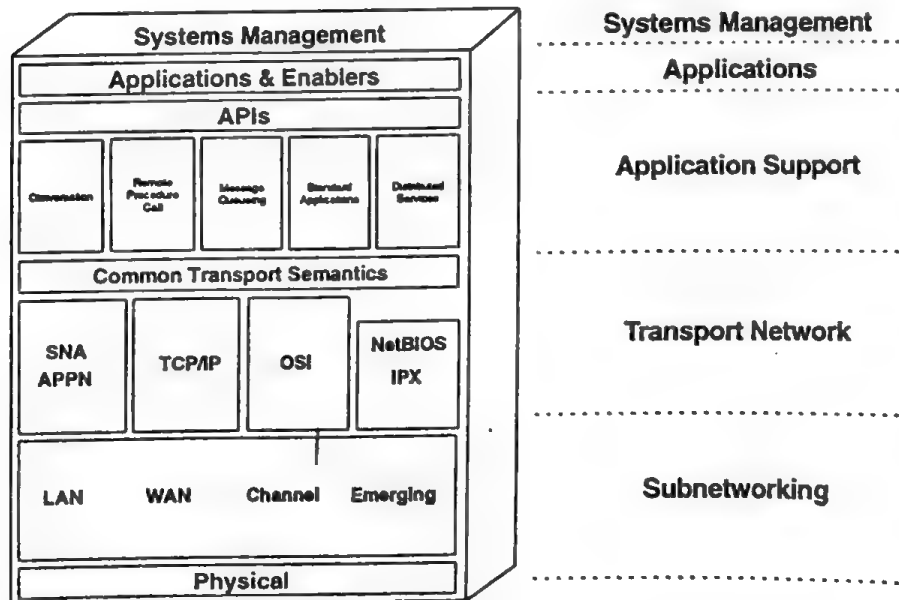 Systems Management
Applications & Enablers
APIs
Conversation
Remote
Procedure
Call
Message
Queueing
Standard
Applications
Distributed
Services
Common Transport Semantics
SNA
APPN
TCP/IP
OSI
NetBIOS
IPX
LAN WAN Channel Emerging
Physical
Systems Management
Applications
Application Support
Transport Network
Subnetworking